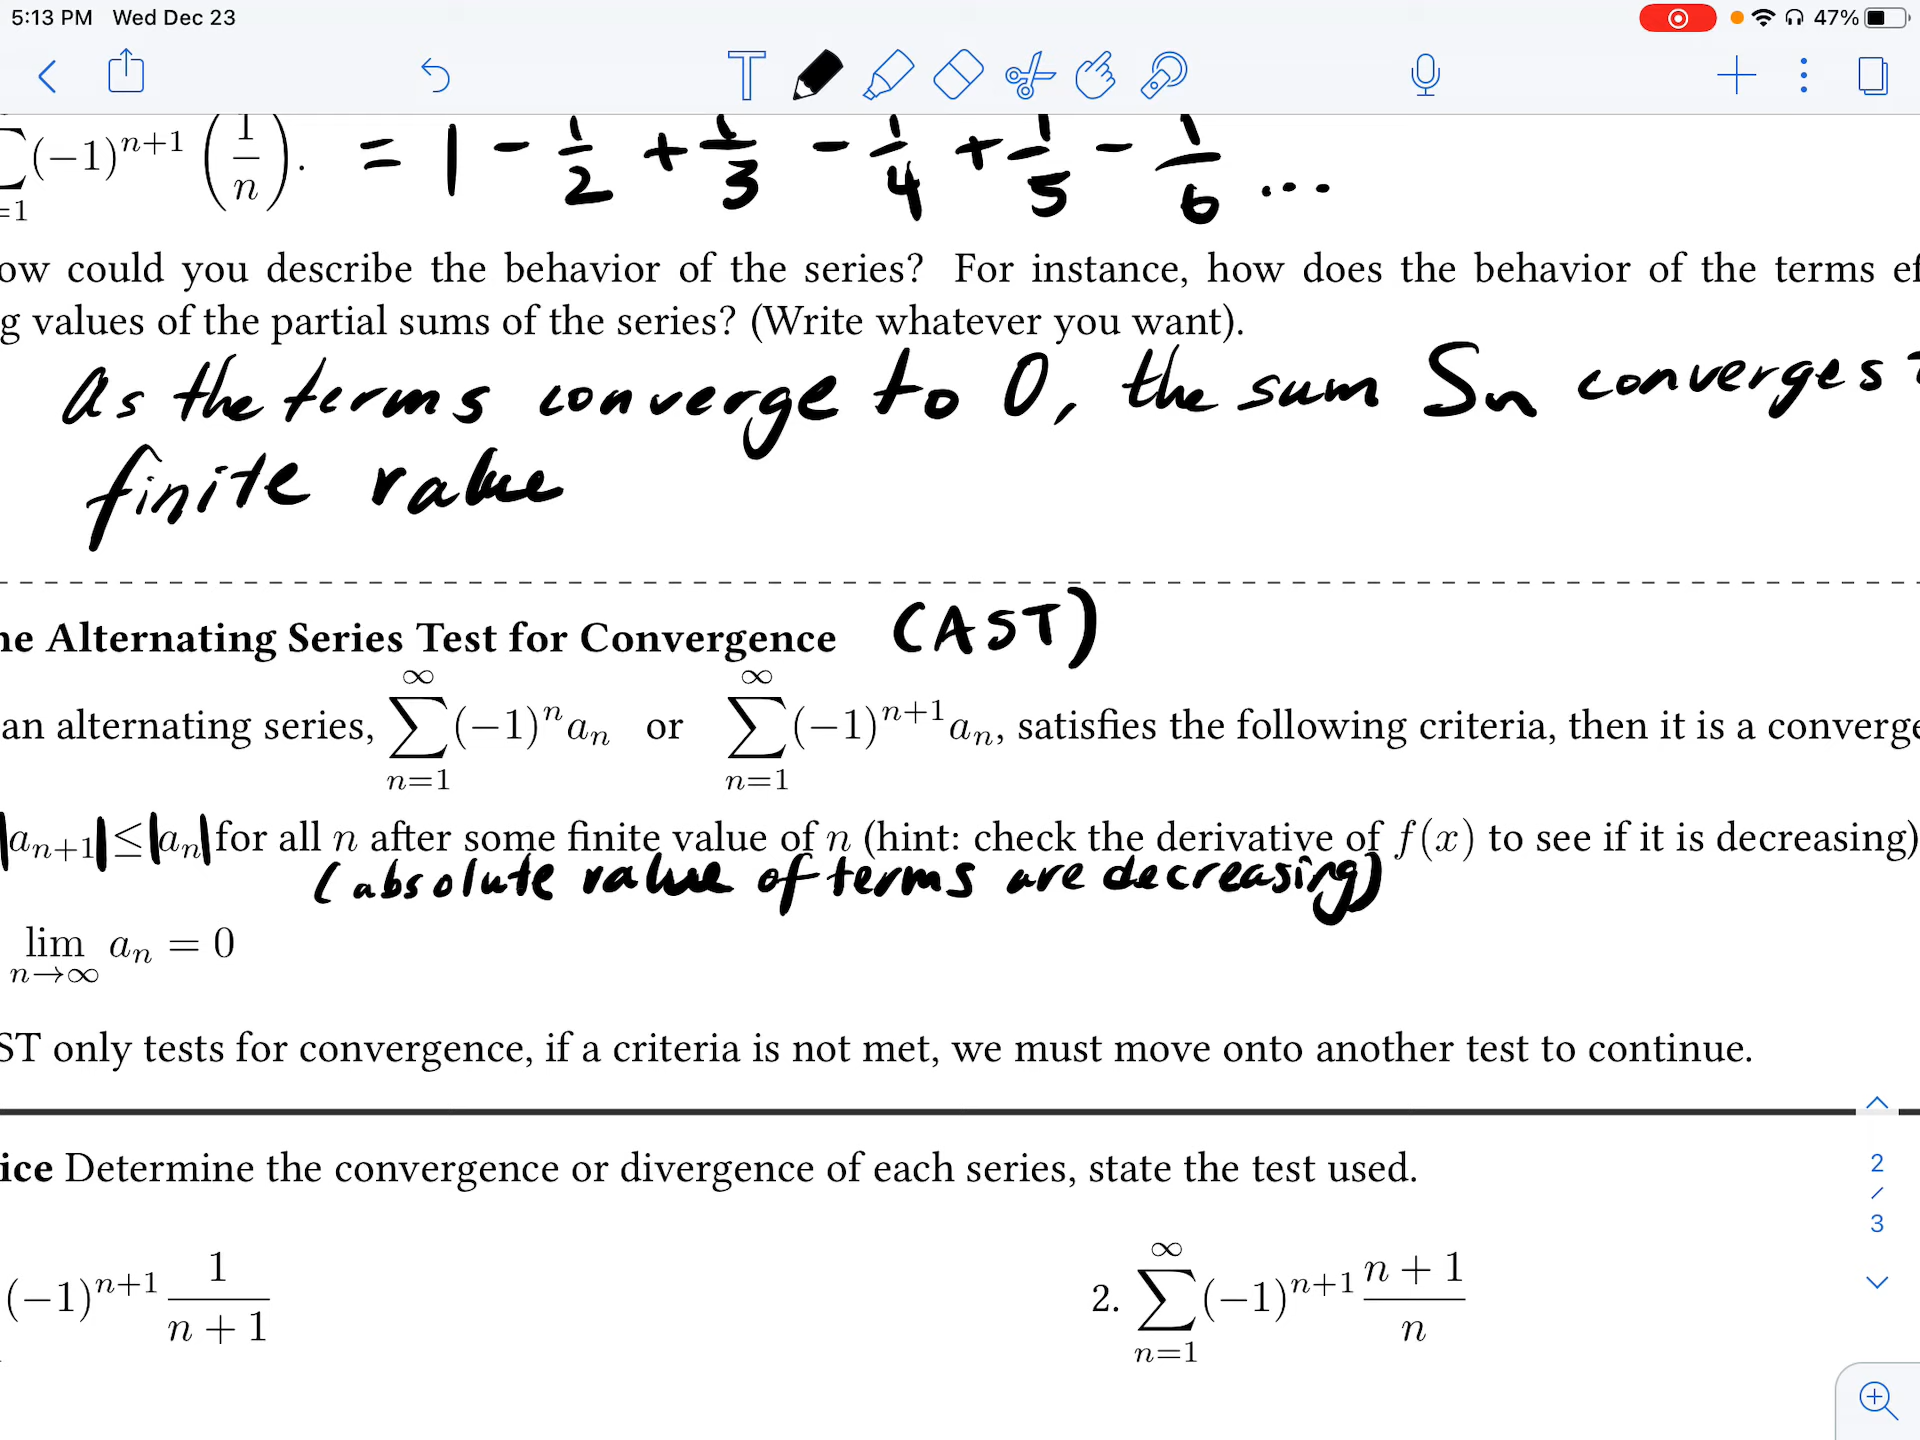 5:13 PM Wed Dec 23 47%
T
∑(−1)^{n+1} (1/n). = 1 − 1/2 + 1/3 − 1/4 + 1/5 − 1/6 ...
=1
ow could you describe the behavior of the series? For instance, how does the behavior of the terms ef
g values of the partial sums of the series? (Write whatever you want).
As the terms converge to 0, the sum Sn converges
finite value
he Alternating Series Test for Convergence (AST)
an alternating series, ∑_{n=1}^{∞}(−1)^n a_n or ∑_{n=1}^{∞}(−1)^{n+1} a_n, satisfies the following criteria, then it is a converge
|a_{n+1}| ≤ |a_n| for all n after some finite value of n (hint: check the derivative of f(x) to see if it is decreasing)
(absolute value of terms are decreasing)
lim_{n→∞} a_n = 0
ST only tests for convergence, if a criteria is not met, we must move onto another test to continue.
ice Determine the convergence or divergence of each series, state the test used.
(−1)^{n+1} 1/(n + 1)
2. ∑_{n=1}^{∞}(−1)^{n+1} (n + 1)/n
2
/
3